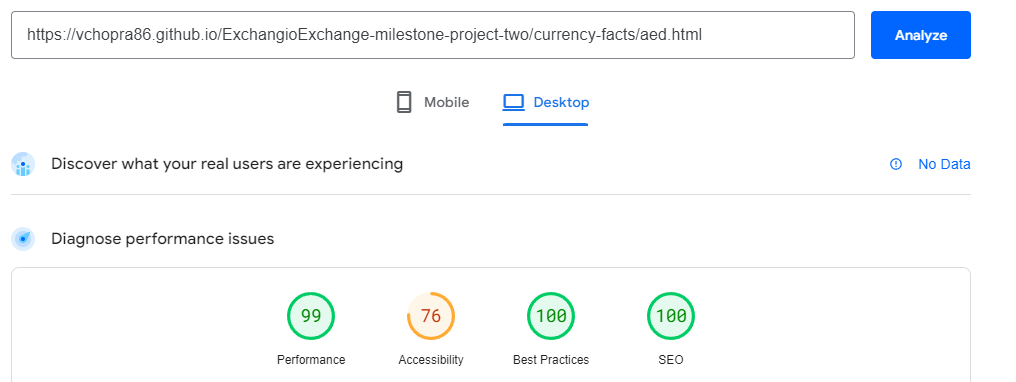 https://vchopra86.github.io/ExchangioExchange-milestone-project-two/currency-facts/aed.html
Analyze
Mobile
Desktop
Discover what your real users are experiencing
No Data
Diagnose performance issues
99 76 100 100
Performance Accessibility Best Practices SEO